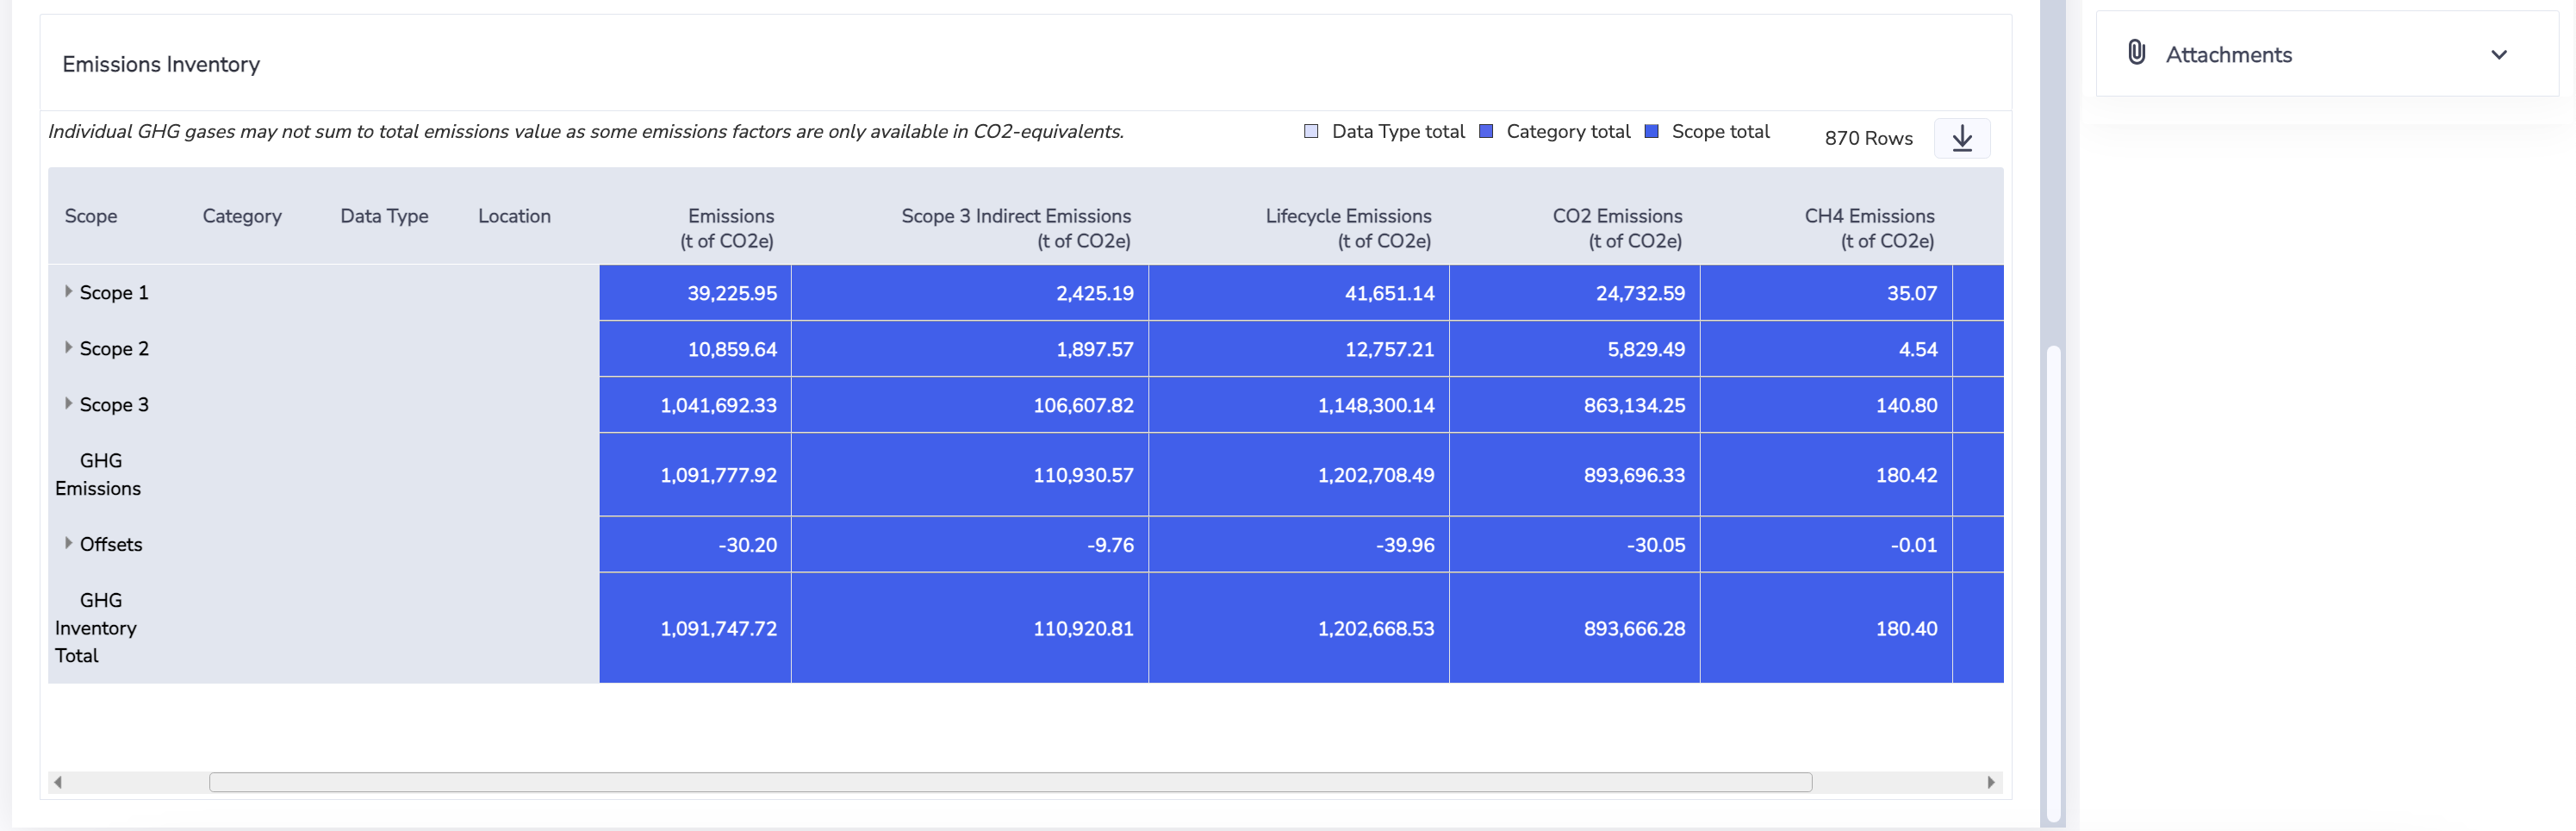 Emissions Inventory
Attachments
Individual GHG gases may not sum to total emissions value as some emissions factors are only available in CO2-equivalents.
Data Type total Category total Scope total 870 Rows
Scope Category Data Type Location Emissions Scope 3 Indirect Emissions Lifecycle Emissions CO2 Emissions CH4 Emissions
(t of CO2e) (t of CO2e) (t of CO2e) (t of CO2e) (t of CO2e)
Scope 1 39,225.95 2,425.19 41,651.14 24,732.59 35.07
Scope 2 10,859.64 1,897.57 12,757.21 5,829.49 4.54
Scope 3 1,041,692.33 106,607.82 1,148,300.14 863,134.25 140.80
GHG
Emissions 1,091,777.92 110,930.57 1,202,708.49 893,696.33 180.42
Offsets -30.20 -9.76 -39.96 -30.05 -0.01
GHG
Inventory 1,091,747.72 110,920.81 1,202,668.53 893,666.28 180.40
Total